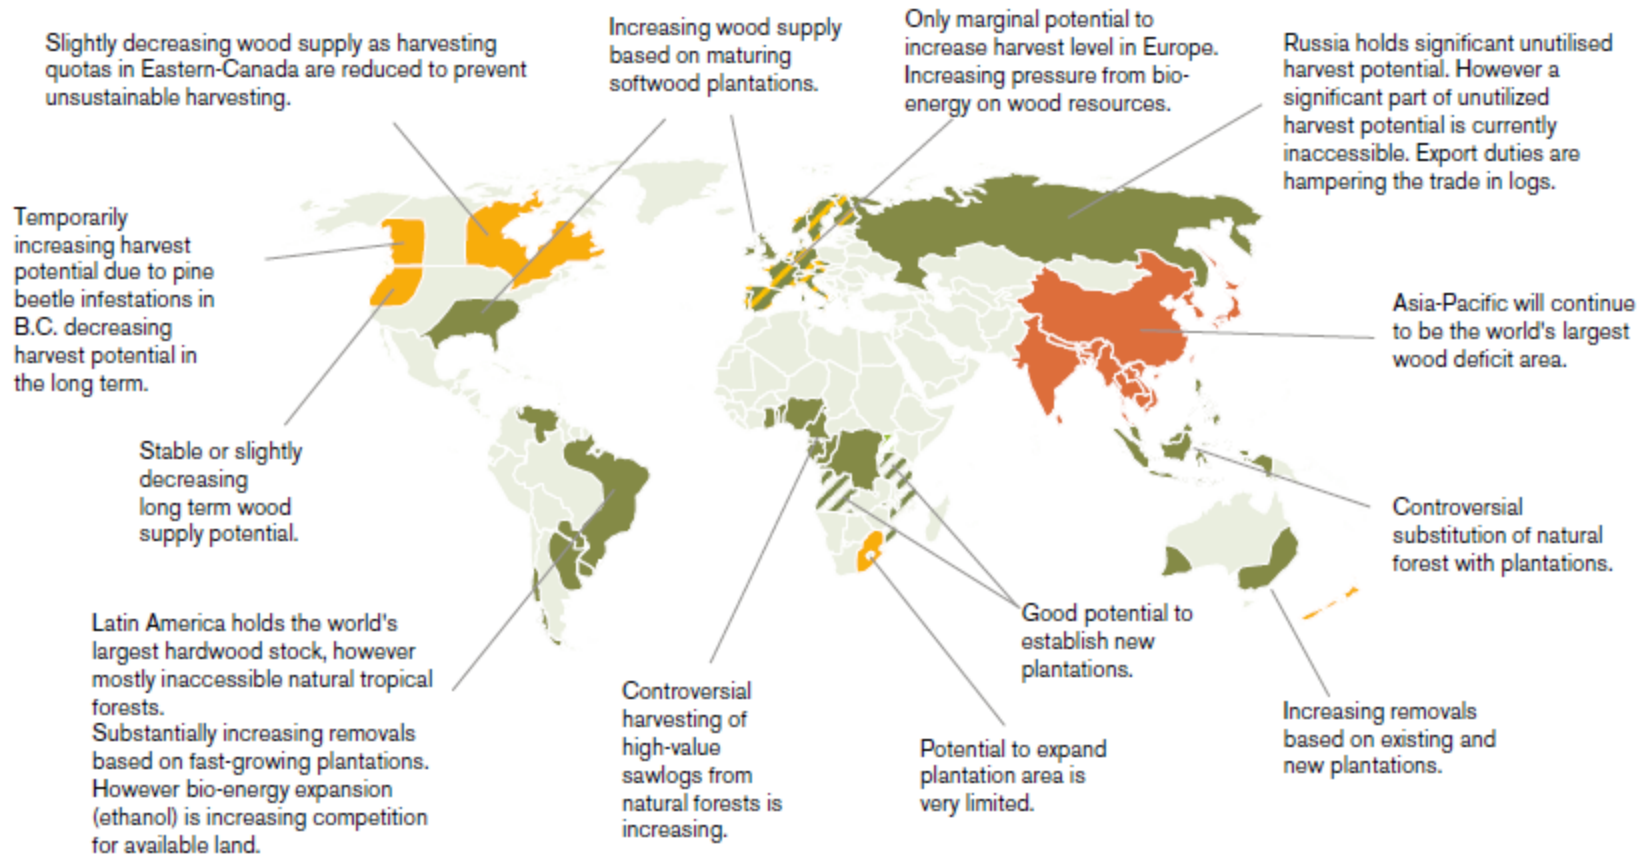 Slightly decreasing wood supply as harvesting
quotas in Eastern-Canada are reduced to prevent
unsustainable harvesting.
Increasing wood supply
based on maturing
softwood plantations.
Only marginal potential to
increase harvest level in Europe.
Increasing pressure from bio-
energy on wood resources.
Russia holds significant unutilised
harvest potential. However a
significant part of unutilized
harvest potential is currently
inaccessible. Export duties are
hampering the trade in logs.
Temporarily
increasing harvest
potential due to pine
beetle infestations in
B.C. decreasing
harvest potential in
the long term.
Asia-Pacific will continue
to be the world's largest
wood deficit area.
Stable or slightly
decreasing
long term wood
supply potential.
Controversial
substitution of natural
forest with plantations.
Latin America holds the world's
largest hardwood stock, however
mostly inaccessible natural tropical
forests.
Substantially increasing removals
based on fast-growing plantations.
However bio-energy expansion
(ethanol) is increasing competition
for available land.
Controversial
harvesting of
high-value
sawlogs from
natural forests is
increasing.
Good potential to
establish new
plantations.
Potential to expand
plantation area is
very limited.
Increasing removals
based on existing and
new plantations.